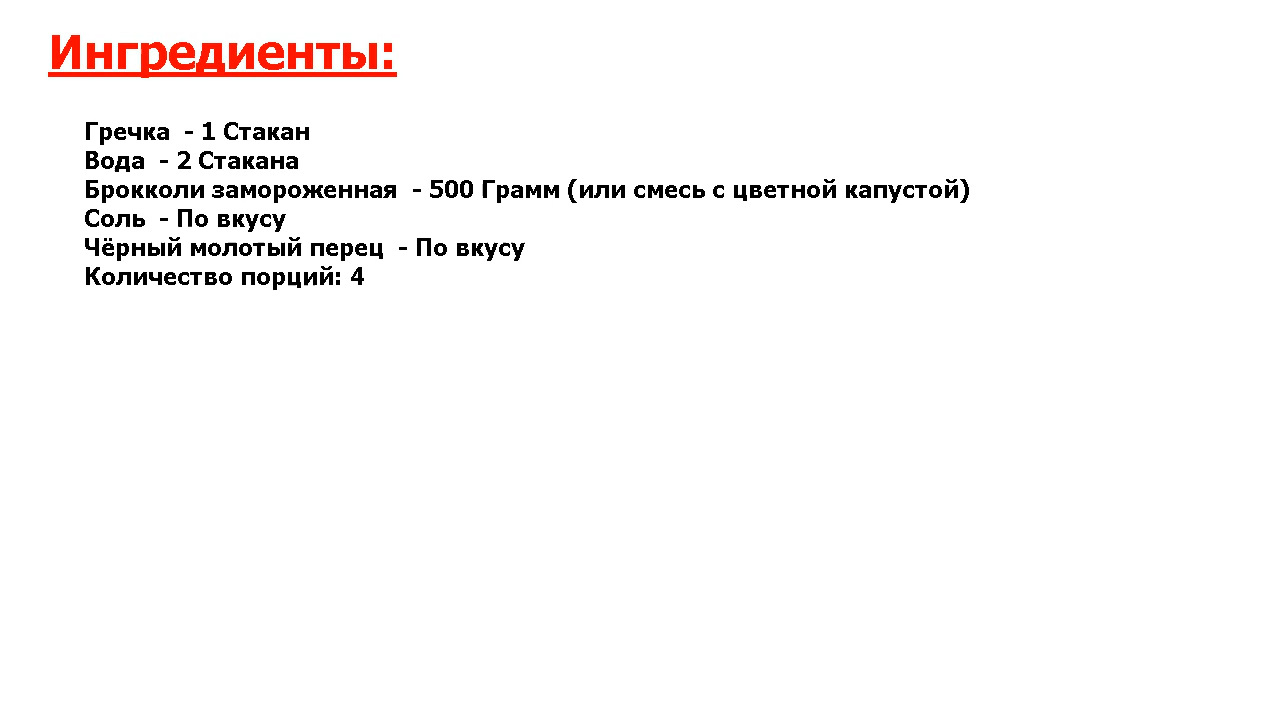 Ингредиенты:
Гречка  - 1 Стакан
Вода  - 2 Стакана
Брокколи замороженная  - 500 Грамм (или смесь с цветной капустой)
Соль  - По вкусу
Чёрный молотый перец  - По вкусу
Количество порций: 4